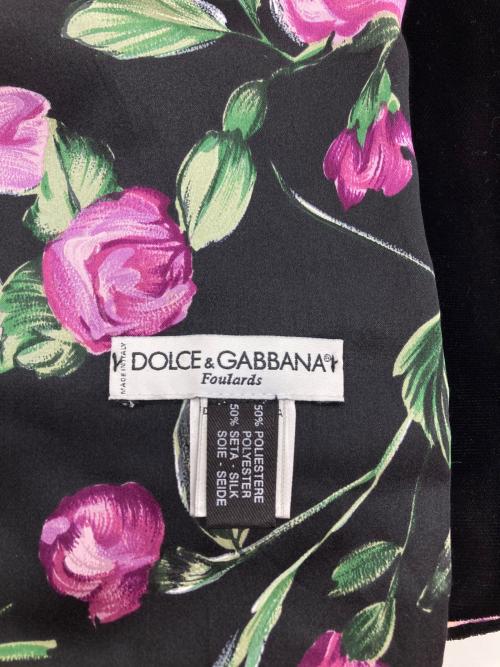 MADE IN ITALY
DOLCE & GABBANA®
Foulards
50% POLIESTERE
POLYESTER
50% SETA - SILK
SOIE - SEIDE